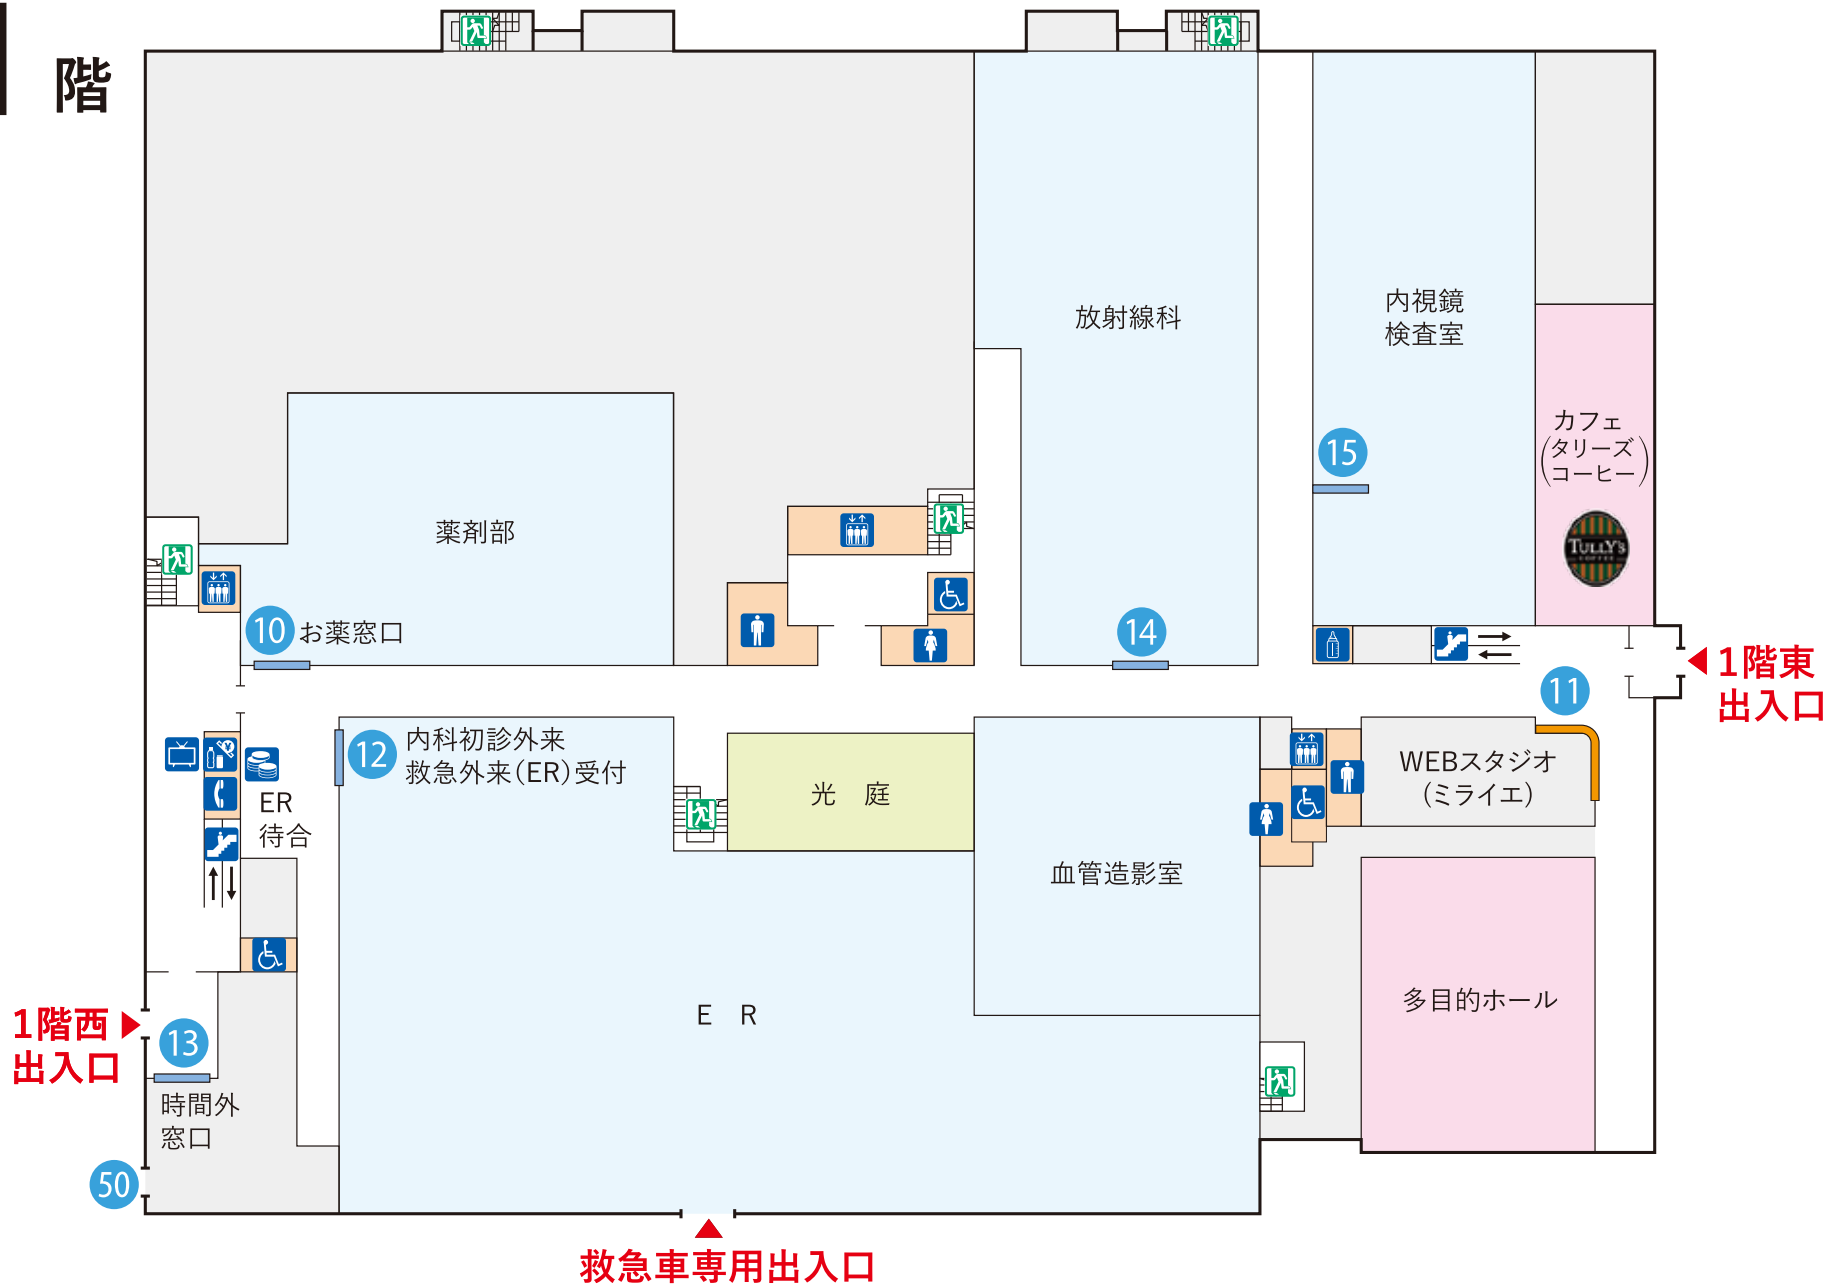 階
放射線科
内視鏡
検査室
カフェ
(タリーズ
コーヒー)
TULLY'S
COFFEE
15
薬剤部
10 お薬窓口
14
1階東
出入口
11
12 内科初診外来
救急外来(ER)受付
光 庭
WEBスタジオ
(ミライエ)
ER
待合
血管造影室
多目的ホール
E R
1階西
出入口
13
時間外
窓口
50
救急車専用出入口